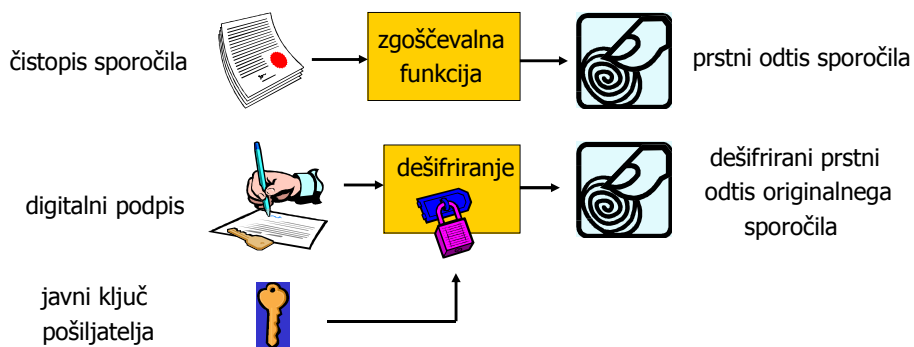 čistopis sporočila
zgoščevalna
funkcija
prstni odtis sporočila
digitalni podpis
dešifriranje
dešifrirani prstni
odtis originalnega
sporočila
javni ključ
pošiljatelja